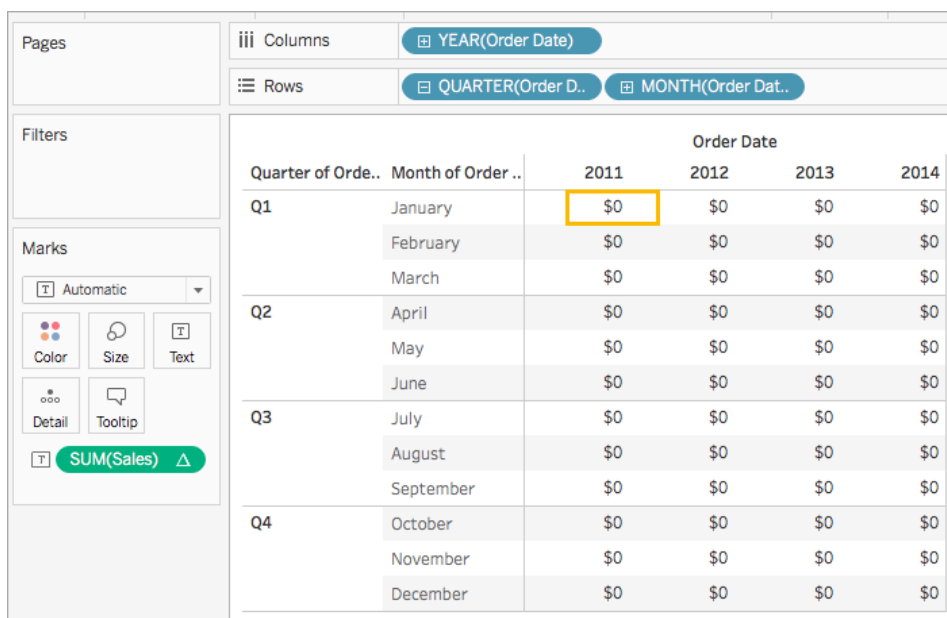 Pages
iii Columns
YEAR(Order Date)
Rows
QUARTER(Order D..
MONTH(Order Dat..
Filters
Order Date
Quarter of Orde.. Month of Order .. 2011 2012 2013 2014
Q1 January $0 $0 $0 $0
February $0 $0 $0 $0
March $0 $0 $0 $0
Q2 April $0 $0 $0 $0
May $0 $0 $0 $0
June $0 $0 $0 $0
Q3 July $0 $0 $0 $0
August $0 $0 $0 $0
September $0 $0 $0 $0
Q4 October $0 $0 $0 $0
November $0 $0 $0 $0
December $0 $0 $0 $0
Marks
T Automatic
Color Size T Text
Detail Tooltip
T SUM(Sales) Δ